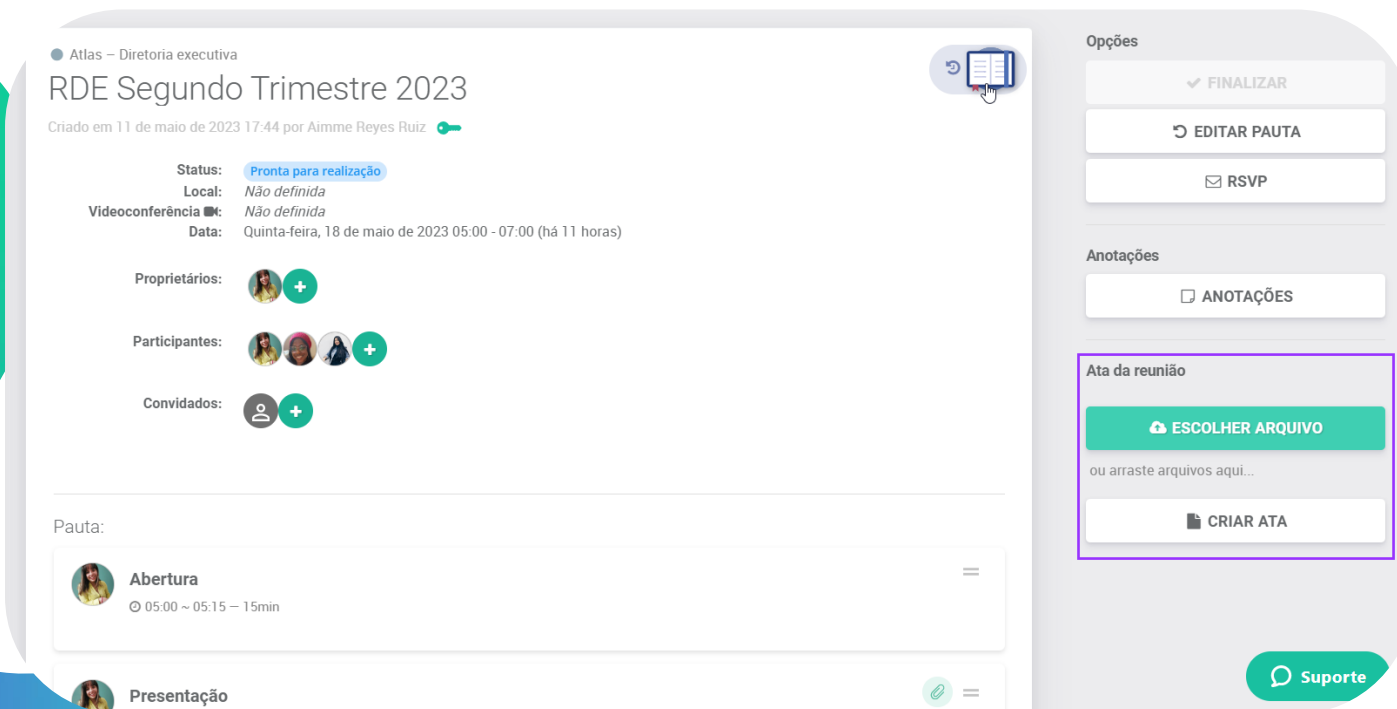 Atlas – Diretoria executiva
RDE Segundo Trimestre 2023
Criado em 11 de maio de 2023 17:44 por Aimme Reyes Ruiz
Status: Pronta para realização
Local: Não definida
Videoconferência: Não definida
Data: Quinta-feira, 18 de maio de 2023 05:00 - 07:00 (há 11 horas)
Proprietários:
Participantes:
Convidados:
Pauta:
Abertura
05:00 ~ 05:15 — 15min
Presentação
Opções
FINALIZAR
EDITAR PAUTA
RSVP
Anotações
ANOTAÇÕES
Ata da reunião
ESCOLHER ARQUIVO
ou arraste arquivos aqui...
CRIAR ATA
Suporte